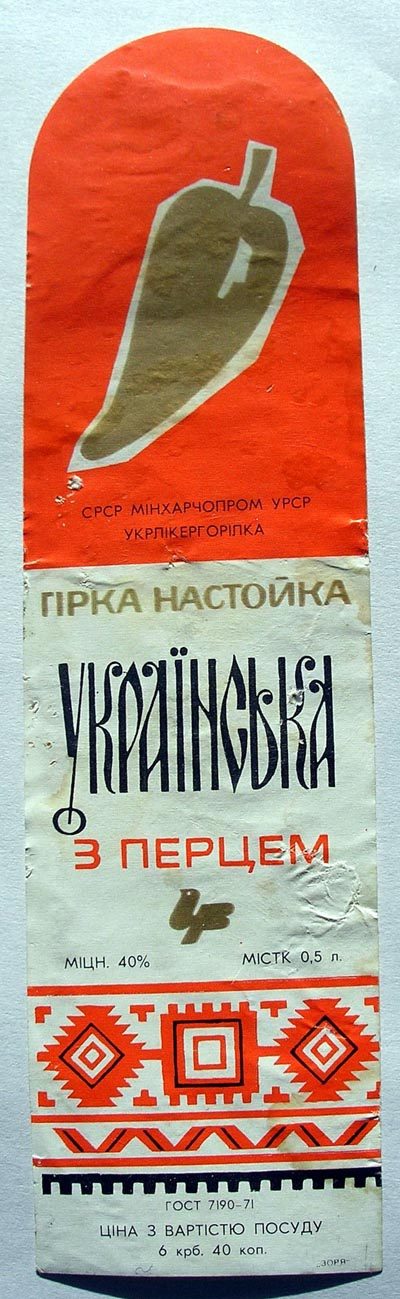 СРСР МІНХАРЧОПРОМ УРСР
УКРЛІКЕРГОРІЛКА
ГІРКА НАСТОЙКА
УКРАЇНСЬКА
З ПЕРЦЕМ
МІЦН. 40% МІСТК 0,5 л.
ГОСТ 7190-71
ЦІНА З ВАРТІСТЮ ПОСУДУ
6 крб. 40 коп.
„ЗОРЯ"